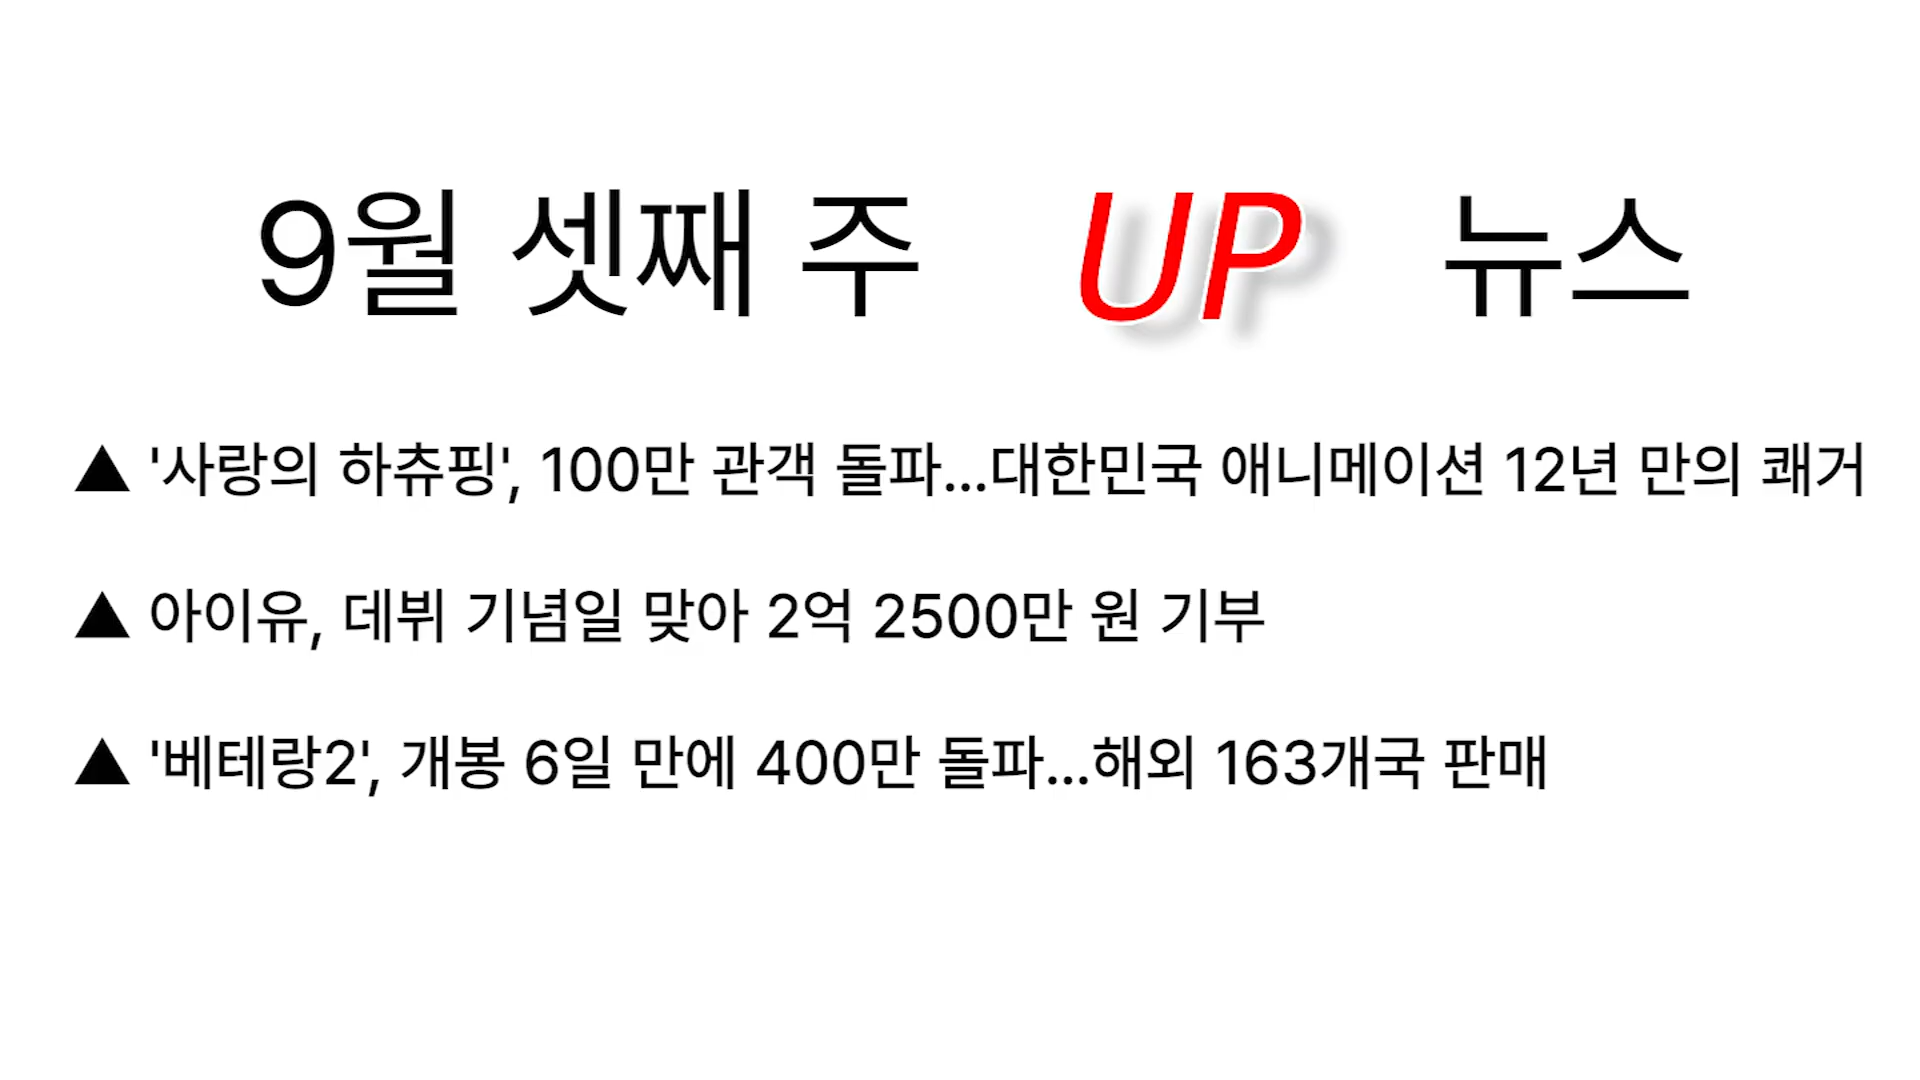 9월 셋째 주 UP 뉴스
▲ '사랑의 하츄핑', 100만 관객 돌파...대한민국 애니메이션 12년 만의 쾌거
▲ 아이유, 데뷔 기념일 맞아 2억 2500만 원 기부
▲ '베테랑2', 개봉 6일 만에 400만 돌파...해외 163개국 판매